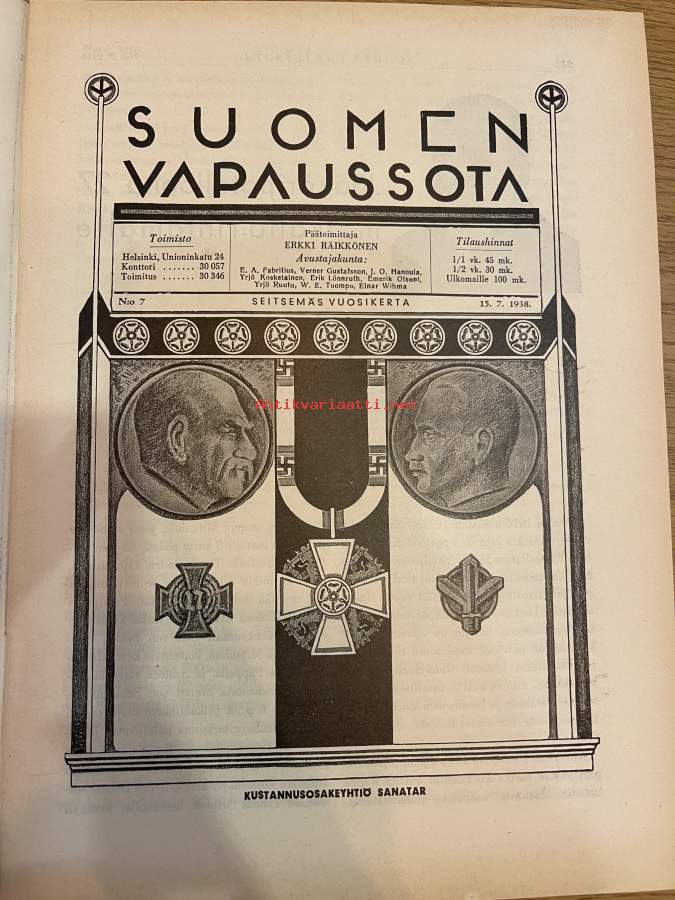 SUOMEN
VAPAUSSOTA
Toimisto
Helsinki, Unioninkatu 24
Konttori ....... 30 057
Toimitus ....... 30 346
Päätoimittaja
ERKKI RÄIKKÖNEN
Avustajakunta:
E. A. Fabritius, Verner Gustafsson, J. O. Hannula,
Yrjö Koskelainen, Erik Lönnroth, Emerik Olsoni,
Yrjö Ruutu, W. E. Tuompo, Einar Wihma
Tilaushinnat
1/1 vk. 45 mk.
1/2 vk. 30 mk.
Ulkomaille 100 mk.
N:o 7
SEITSEMÄS VUOSIKERTA
15. 7. 1938.
Antikvariaatti.net
KUSTANNUSOSAKEYHTIÖ SANATAR